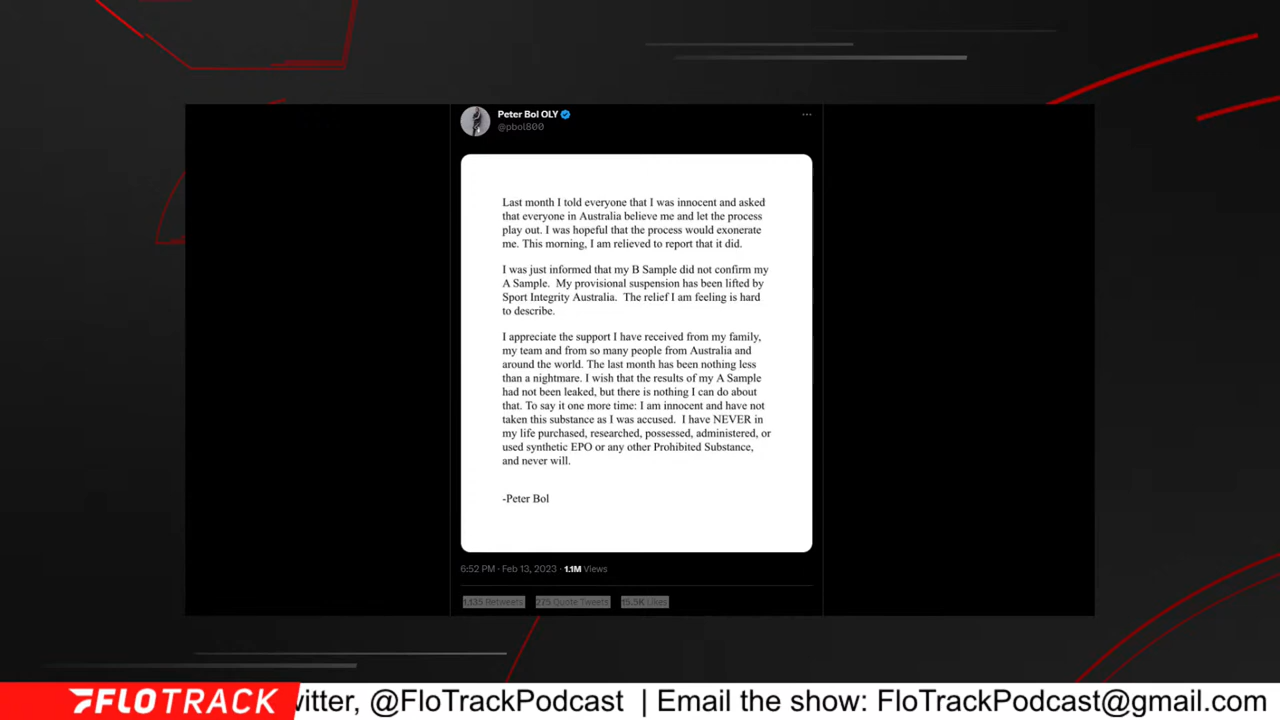 Peter Bol OLY
@pbol800
Last month I told everyone that I was innocent and asked
that everyone in Australia believe me and let the process
play out. I was hopeful that the process would exonerate
me. This morning, I am relieved to report that it did.
I was just informed that my B Sample did not confirm my
A Sample. My provisional suspension has been lifted by
Sport Integrity Australia. The relief I am feeling is hard
to describe.
I appreciate the support I have received from my family,
my team and from so many people from Australia and
around the world. The last month has been nothing less
than a nightmare. I wish that the results of my A Sample
had not been leaked, but there is nothing I can do about
that. To say it one more time: I am innocent and have not
taken this substance as I was accused. I have NEVER in
my life purchased, researched, possessed, administered, or
used synthetic EPO or any other Prohibited Substance,
and never will.
-Peter Bol
6:52 PM · Feb 13, 2023 · 1.1M Views
1,135 Retweets 275 Quote Tweets 15.5K Likes
FLOTRACK
witter, @FloTrackPodcast | Email the show: FloTrackPodcast@gmail.com